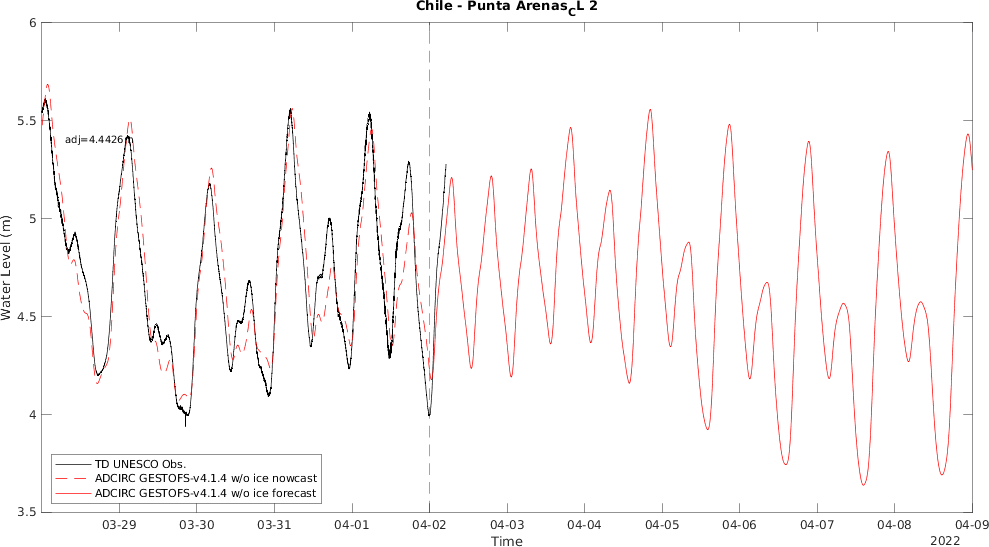 Chile - Punta Arenas_CL 2
Water Level (m)
6
5.5
5
4.5
4
3.5
adj=4.4426
TD UNESCO Obs.
ADCIRC GESTOFS-v4.1.4 w/o ice nowcast
ADCIRC GESTOFS-v4.1.4 w/o ice forecast
03-29 03-30 03-31 04-01 04-02 04-03 04-04 04-05 04-06 04-07 04-08 04-09
Time
2022